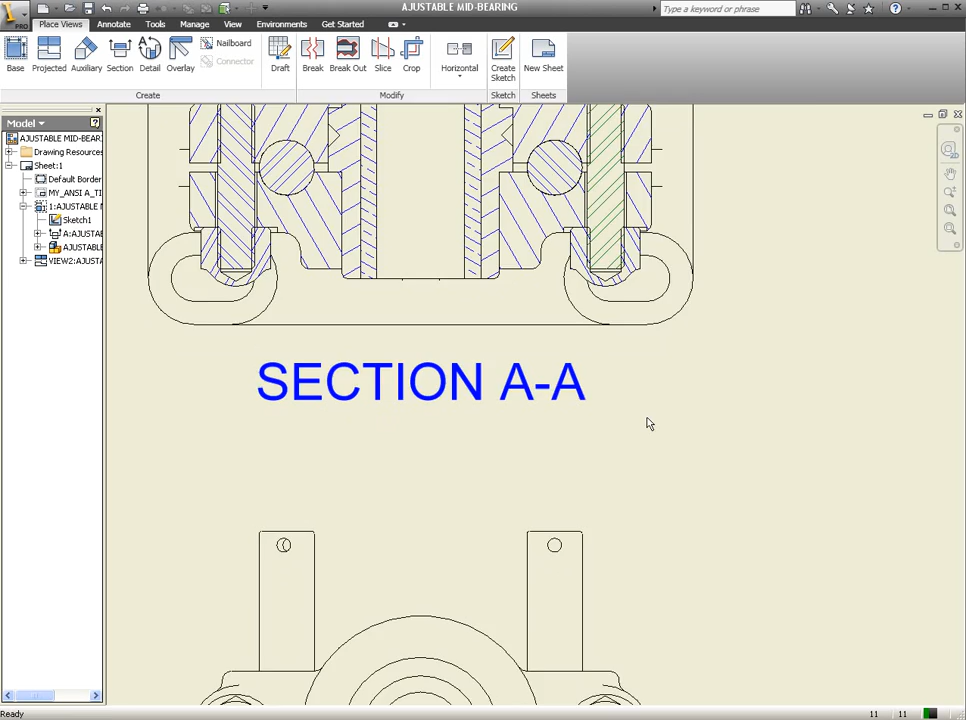 AJUSTABLE MID-BEARING
Type a keyword or phrase
PRO
Place Views Annotate Tools Manage View Environments Get Started
Base Projected Auxiliary Section Detail Overlay Nailboard Connector Draft Break Break Out Slice Crop Horizontal Create Sketch New Sheet
Create Modify Sketch Sheets
Model
AJUSTABLE MID-BEAR
Drawing Resources
Sheet:1
Default Border
MY_ANSI A_TI
1:AJUSTABLE M
Sketch1
A:AJUSTA
AJUSTABLE
VIEW2:AJUSTA
2D
SECTION A-A
Ready 11 11